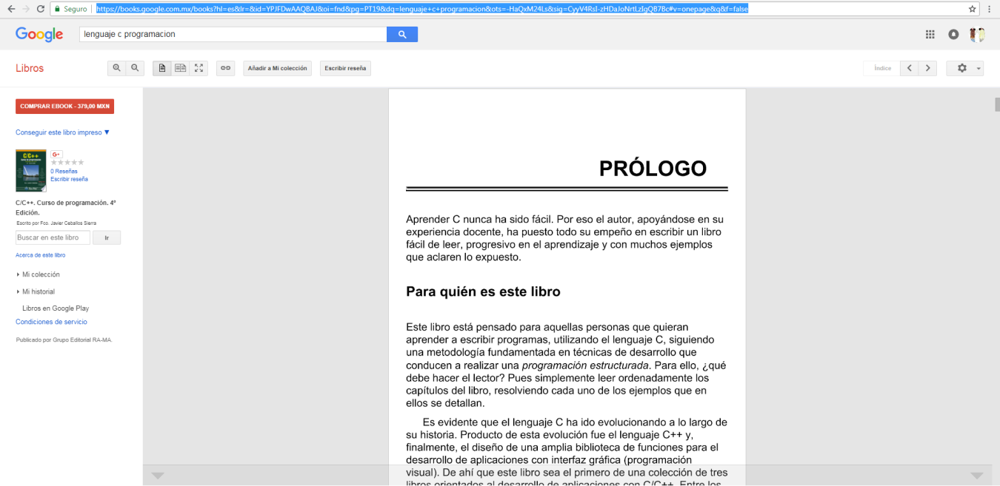 Seguro
https://books.google.com.mx/books?hl=es&lr=&id=YPJFDwAAQBAJ&oi=fnd&pg=PT19&dq=lenguaje+c+programacion&ots=-HaQxM24Ls&sig=CyyV4RsI-zHDaJoNrtLzIgQB7Bc#v=onepage&q&f=false
Google
lenguaje c programacion
Libros
Añadir a Mi colección
Escribir reseña
Índice
COMPRAR EBOOK - 379,00 MXN
Conseguir este libro impreso ▼
C/C++
G+
0 Reseñas
Escribir reseña
C/C++. Curso de programación. 4ª
Edición.
Escrito por Fco. Javier Ceballos Sierra
Buscar en este libro
Ir
Acerca de este libro
Mi colección
Mi historial
Libros en Google Play
Condiciones de servicio
Publicado por Grupo Editorial RA-MA.
PRÓLOGO
Aprender C nunca ha sido fácil. Por eso el autor, apoyándose en su
experiencia docente, ha puesto todo su empeño en escribir un libro
fácil de leer, progresivo en el aprendizaje y con muchos ejemplos
que aclaren lo expuesto.
Para quién es este libro
Este libro está pensado para aquellas personas que quieran
aprender a escribir programas, utilizando el lenguaje C, siguiendo
una metodología fundamentada en técnicas de desarrollo que
conducen a realizar una programación estructurada. Para ello, ¿qué
debe hacer el lector? Pues simplemente leer ordenadamente los
capítulos del libro, resolviendo cada uno de los ejemplos que en
ellos se detallan.
Es evidente que el lenguaje C ha ido evolucionando a lo largo de
su historia. Producto de esta evolución fue el lenguaje C++ y,
finalmente, el diseño de una amplia biblioteca de funciones para el
desarrollo de aplicaciones con interfaz gráfica (programación
visual). De ahí que este libro sea el primero de una colección de tres
libros orientados al desarrollo de aplicaciones con C/C++. Entre los